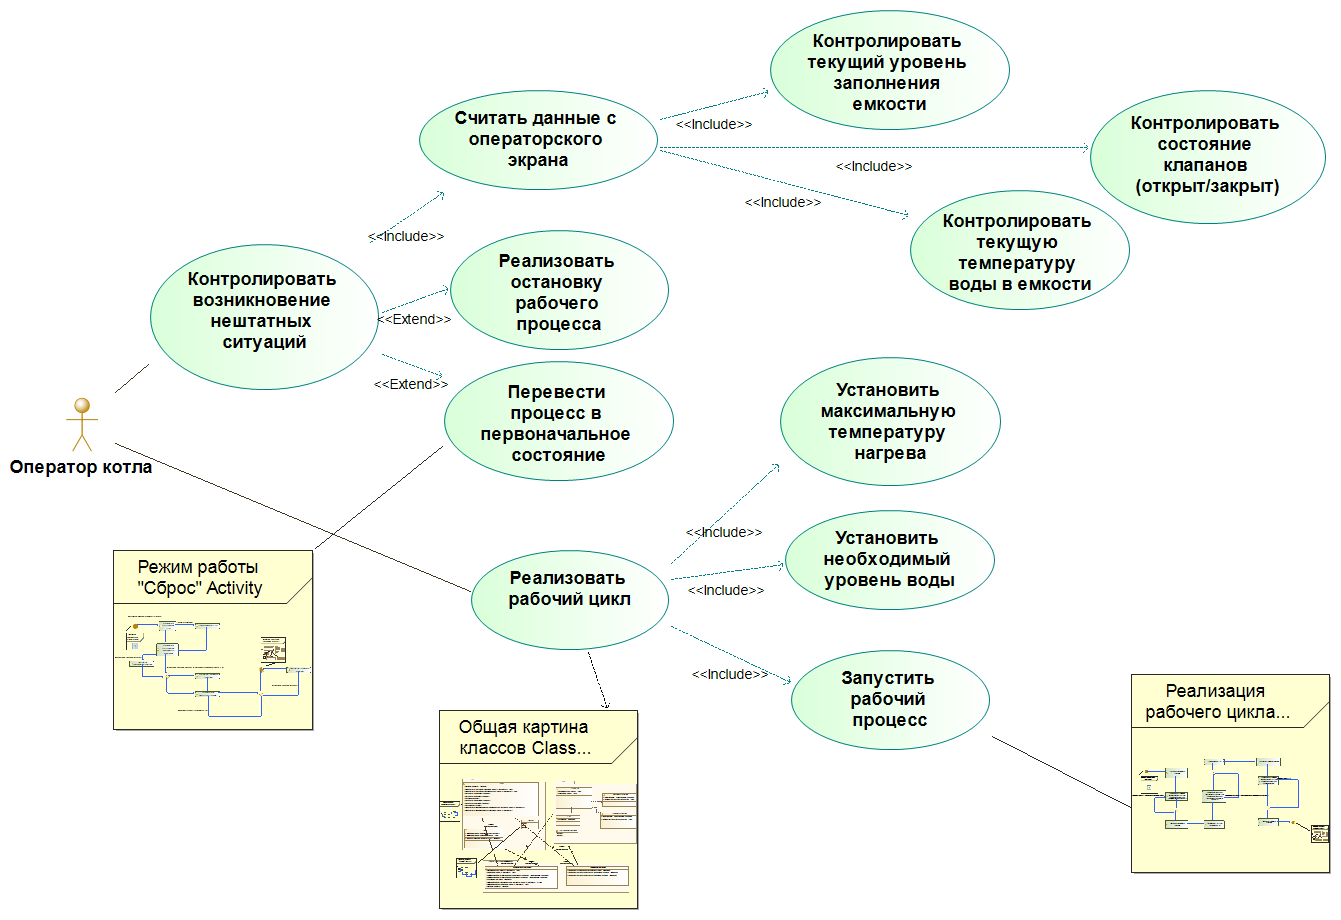 Контролировать
текущий уровень
заполнения
емкости
Считать данные с
операторского
экрана
<<Include>>
Контролировать
состояние
клапанов
(открыт/закрыт)
<<Include>>
<<Include>>
Контролировать
текущую
температуру
воды в емкости
<<Include>>
Контролировать
возникновение
нештатных
ситуаций
Реализовать
остановку
рабочего
процесса
<<Extend>>
<<Extend>>
Перевести
процесс в
первоначальное
состояние
Оператор котла
Установить
максимальную
температуру
нагрева
<<Include>>
Установить
необходимый
уровень воды
<<Include>>
Реализовать
рабочий цикл
<<Include>>
Запустить
рабочий
процесс
Режим работы
"Сброс" Activity
Общая картина
классов Class...
Реализация
рабочего цикла...